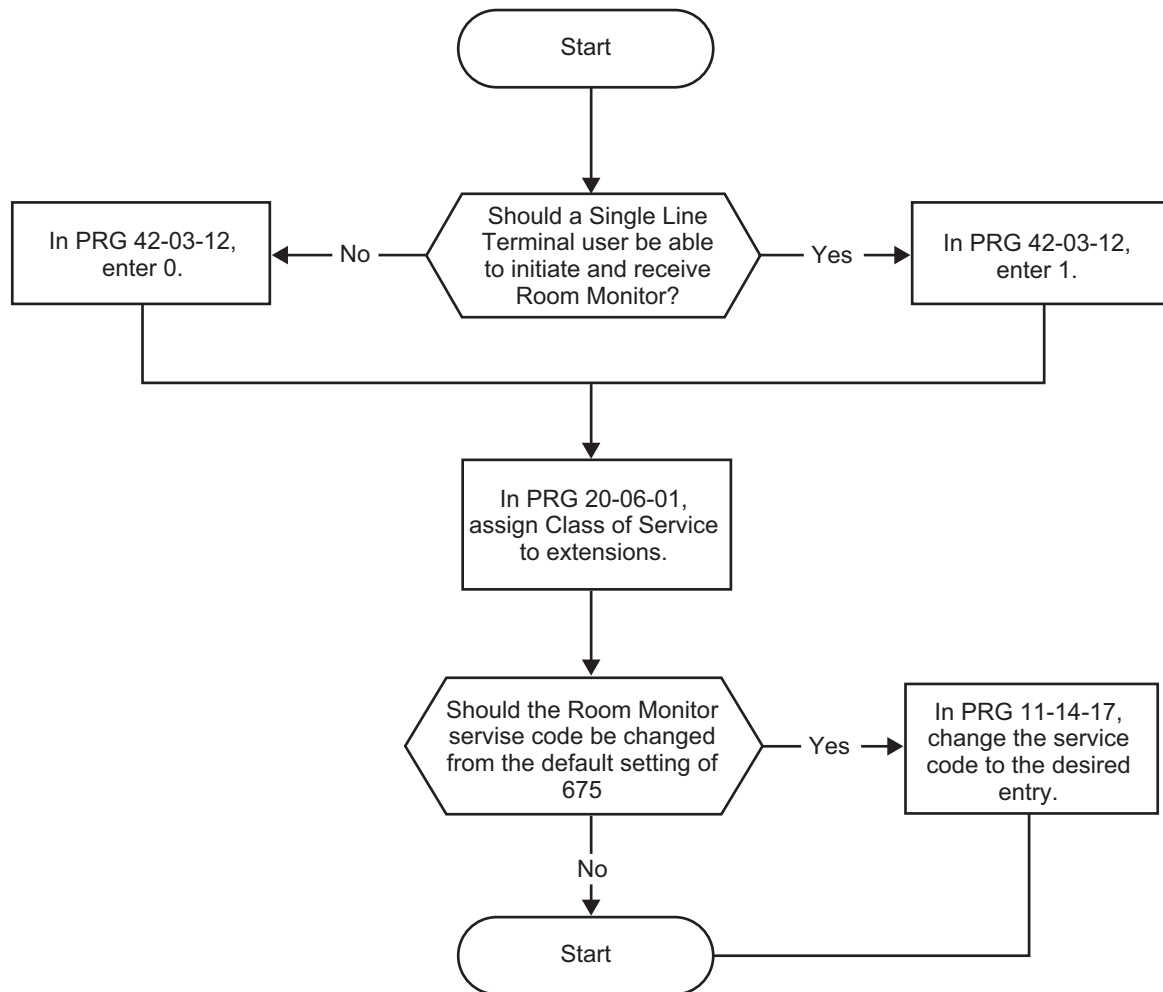 Start
Should a Single Line
Terminal user be able
to initiate and receive
Room Monitor?
No
In PRG 42-03-12,
enter 0.
Yes
In PRG 42-03-12,
enter 1.
In PRG 20-06-01,
assign Class of Service
to extensions.
Should the Room Monitor
servise code be changed
from the default setting of
675
Yes
In PRG 11-14-17,
change the service
code to the desired
entry.
No
Start